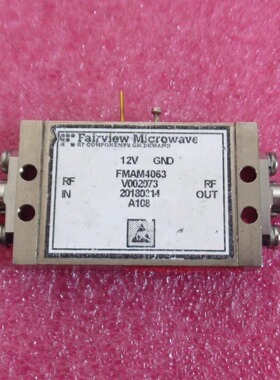 Fairview Microwave
RF COMPONENTS ON DEMAND
12V GND
FMAM4063
RF V002973 RF
IN 20180314 OUT
A108